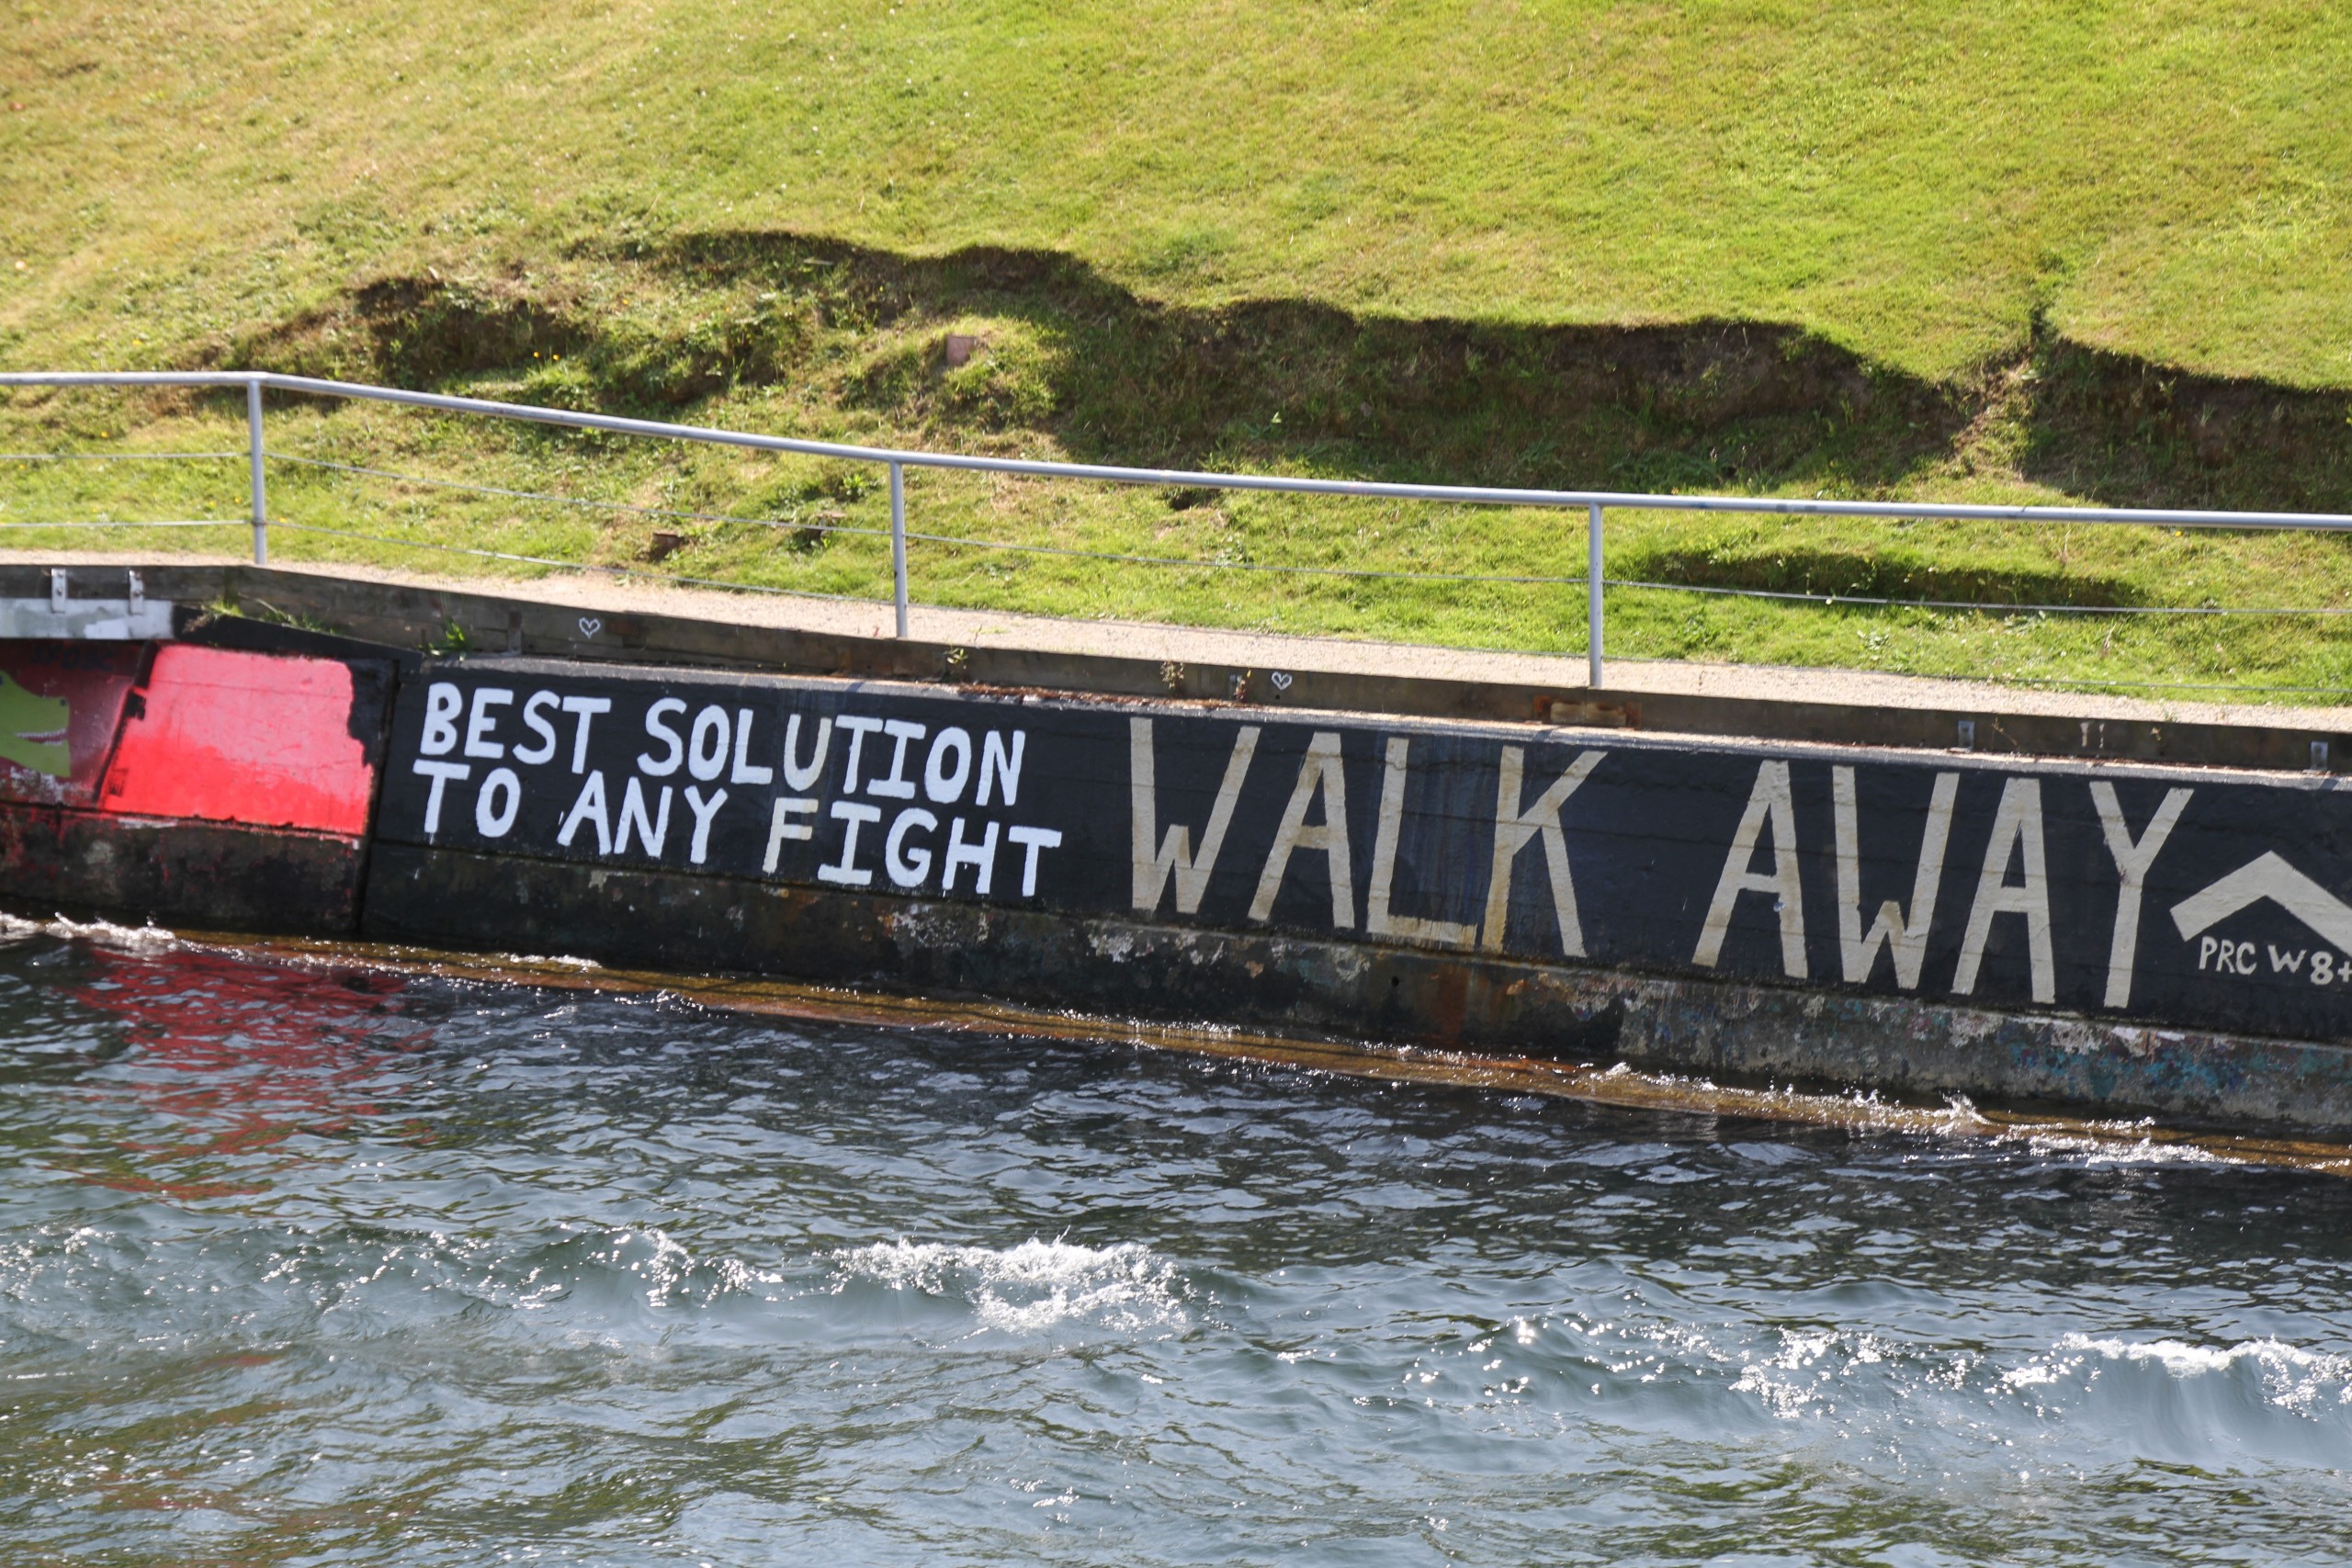 BEST SOLUTION
TO ANY FIGHT
WALK AWAY
PRC W8